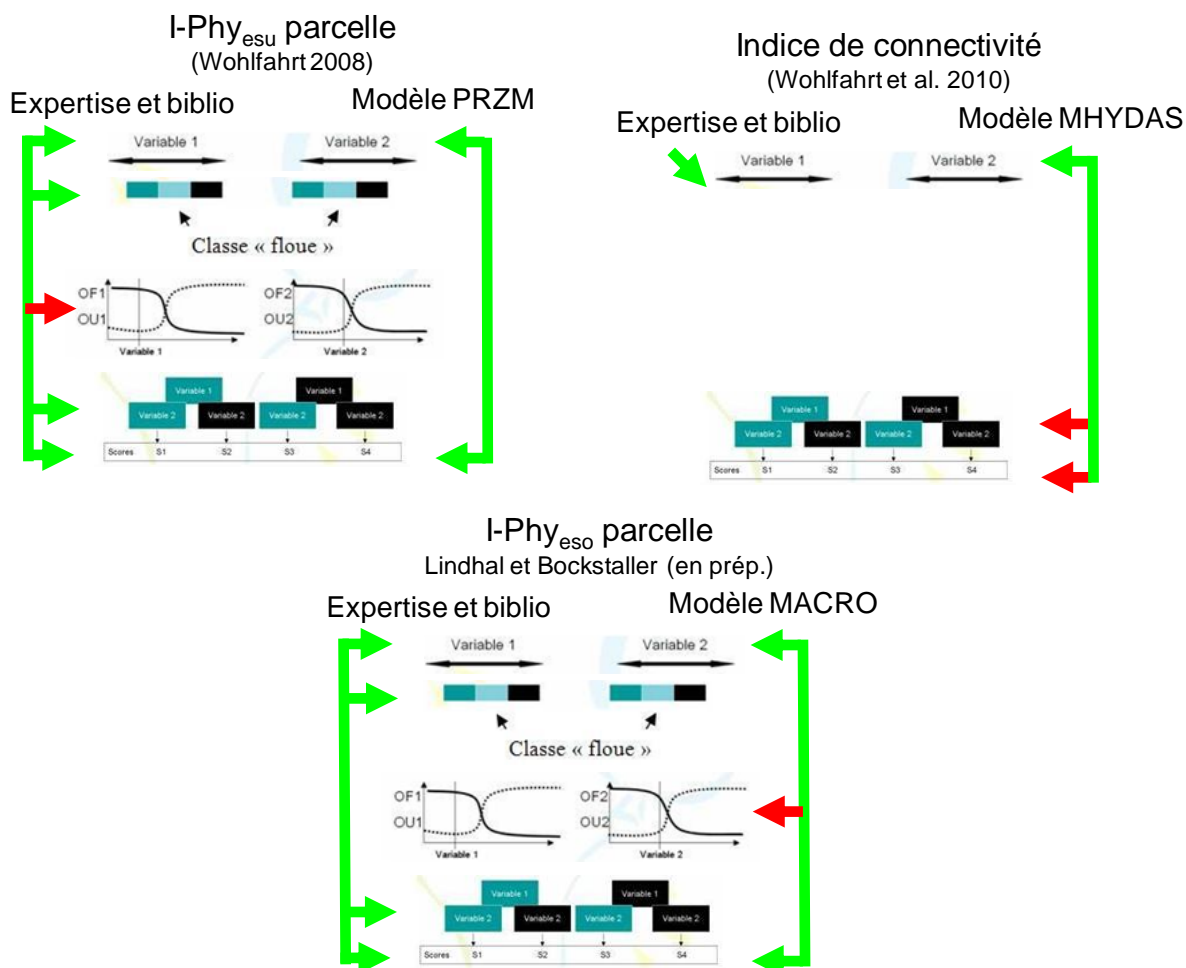 I-Phyesu parcelle
(Wohlfahrt 2008)
Expertise et biblio
Modèle PRZM
Variable 1
Variable 2
Classe « floue »
OF1
OU1
Variable 1
OF2
OU2
Variable 2
Variable 1
Variable 1
Variable 2
Variable 2
Variable 2
Variable 2
Scores
S1
S2
S3
S4
Indice de connectivité
(Wohlfahrt et al. 2010)
Expertise et biblio
Modèle MHYDAS
Variable 1
Variable 2
Variable 1
Variable 1
Variable 2
Variable 2
Variable 2
Variable 2
Scores
S1
S2
S3
S4
I-Phyeso parcelle
Lindhal et Bockstaller (en prép.)
Expertise et biblio
Modèle MACRO
Variable 1
Variable 2
Classe « floue »
OF1
OU1
Variable 1
OF2
OU2
Variable 2
Variable 1
Variable 1
Variable 2
Variable 2
Variable 2
Variable 2
Scores
S1
S2
S3
S4